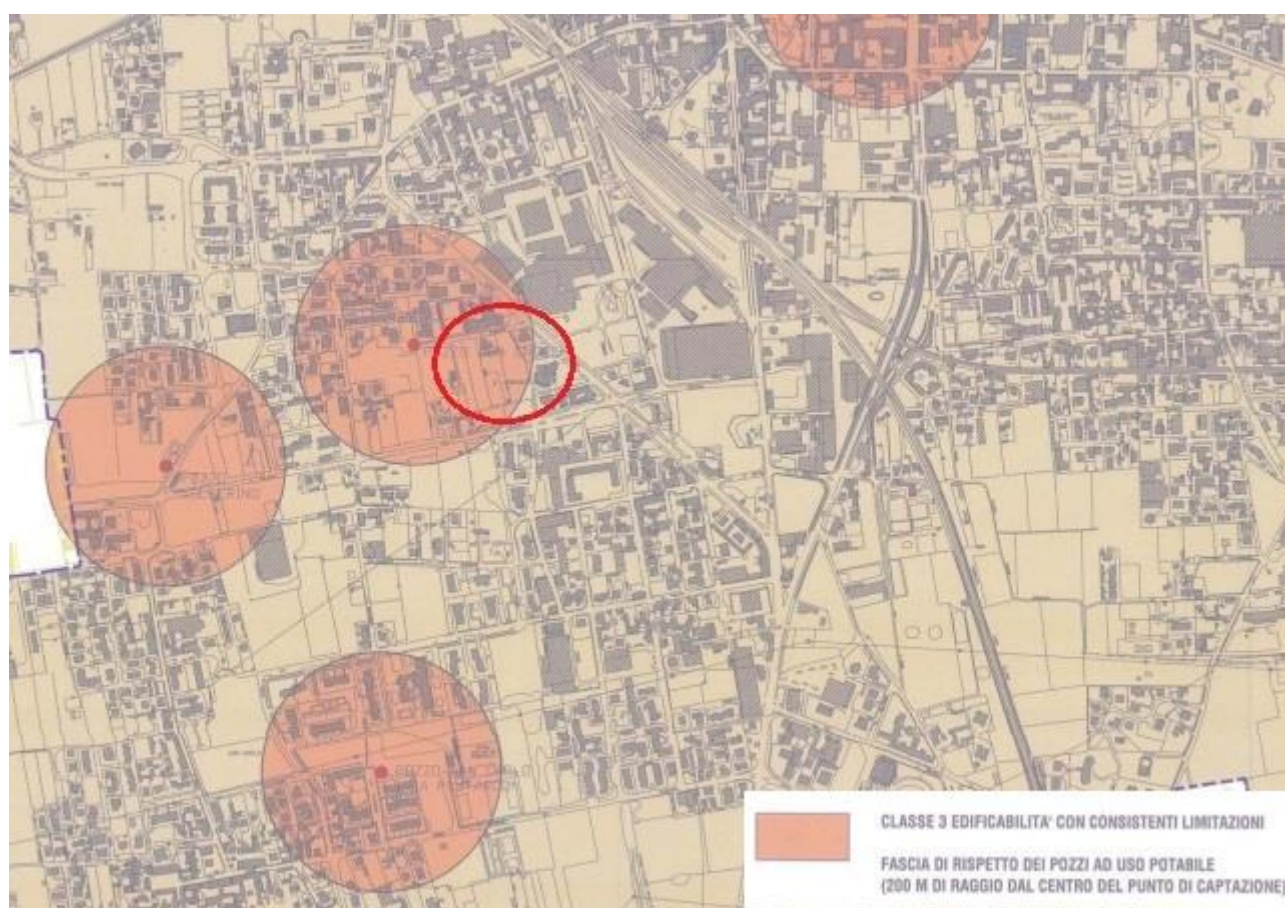 CLASSE 3 EDIFICABILITA' CON CONSISTENTI LIMITAZIONI
FASCIA DI RISPETTO DEI POZZI AD USO POTABILE
(200 M DI RAGGIO DAL CENTRO DEL PUNTO DI CAPTAZIONE)